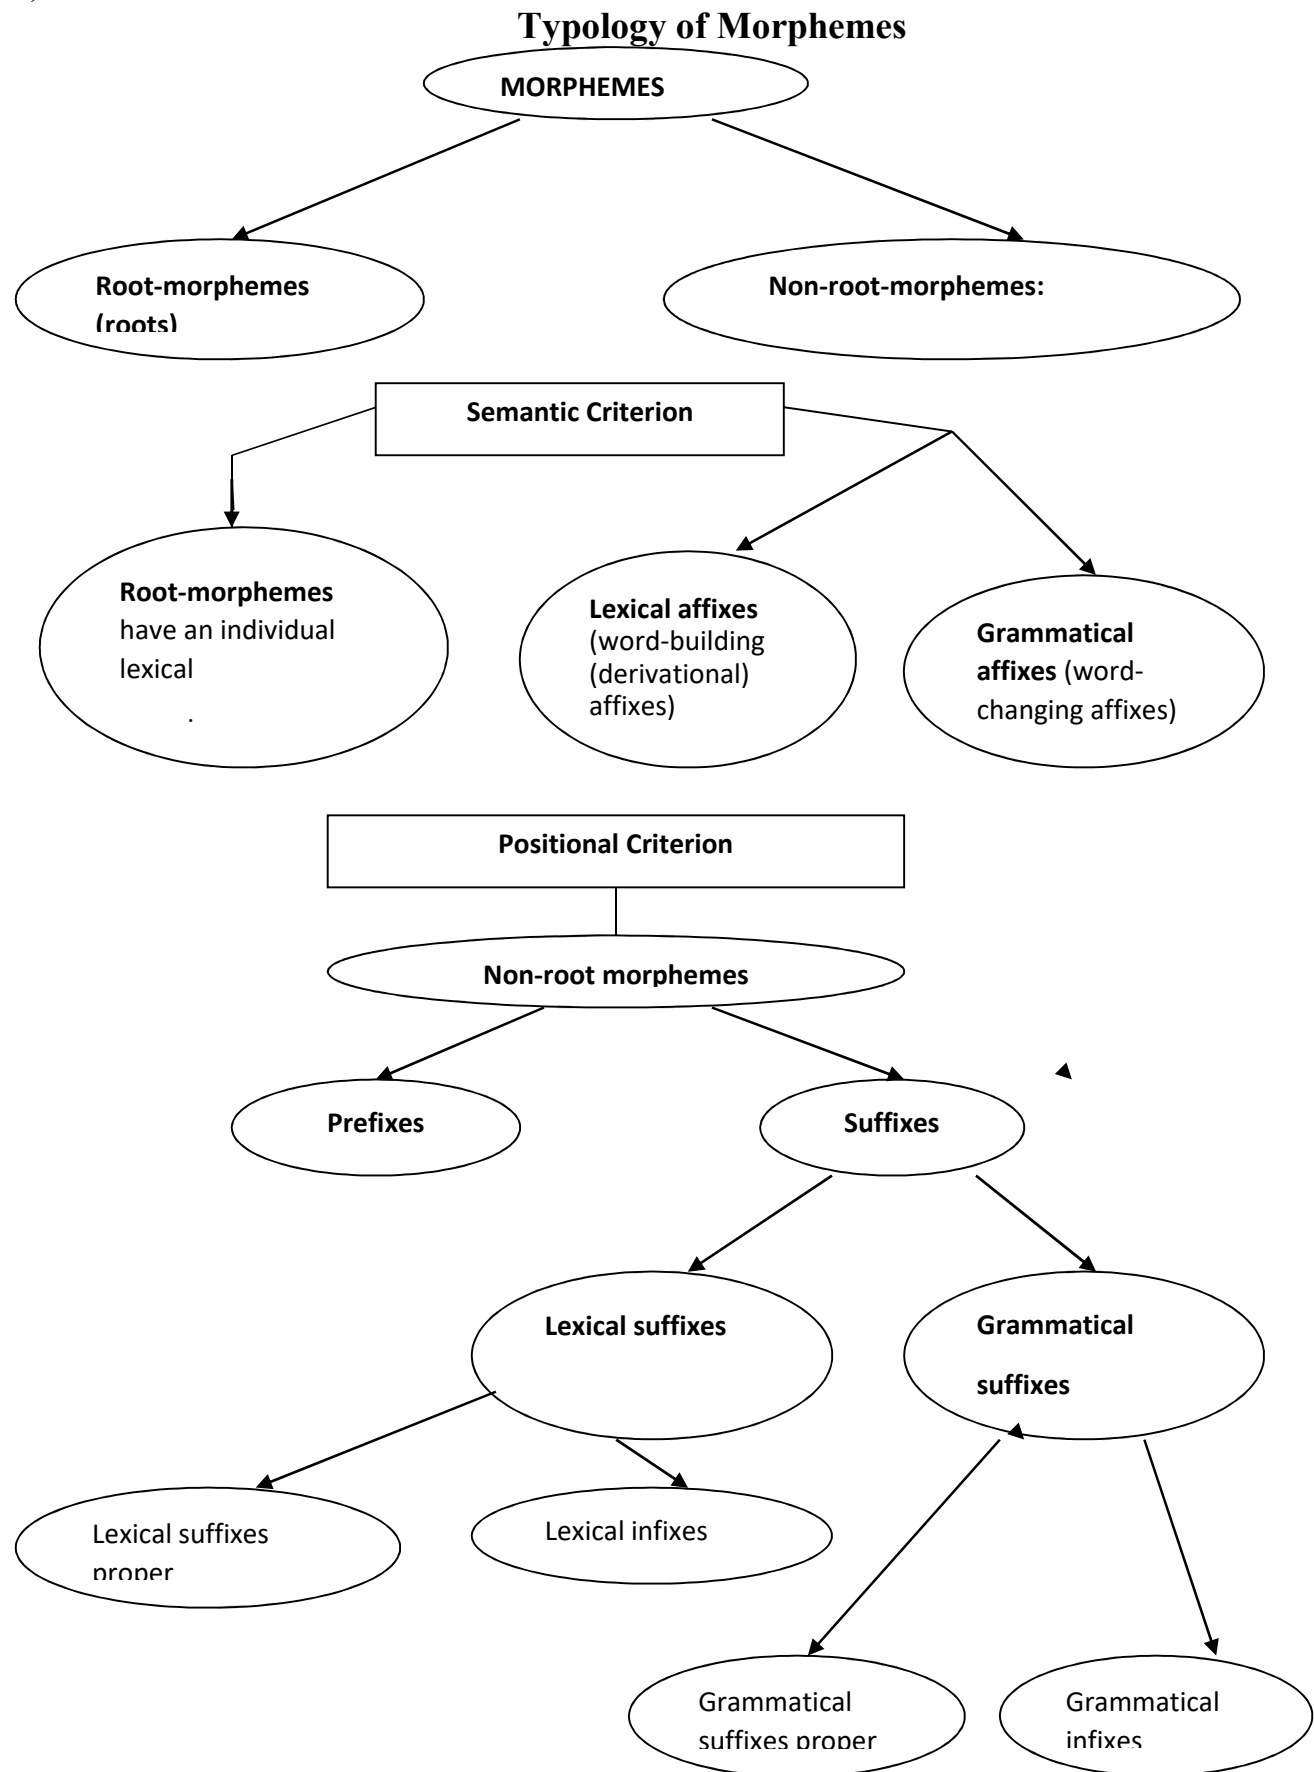 Typology of Morphemes
MORPHEMES
Root-morphemes
(roots)
Non-root-morphemes:
Semantic Criterion
Root-morphemes
have an individual
lexical
.
Lexical affixes
(word-building
(derivational)
affixes)
Grammatical
affixes (word-
changing affixes)
Positional Criterion
Non-root morphemes
Prefixes
Suffixes
Lexical suffixes
Grammatical
suffixes
Lexical suffixes
proper
Lexical infixes
Grammatical
suffixes proper
Grammatical
infixes